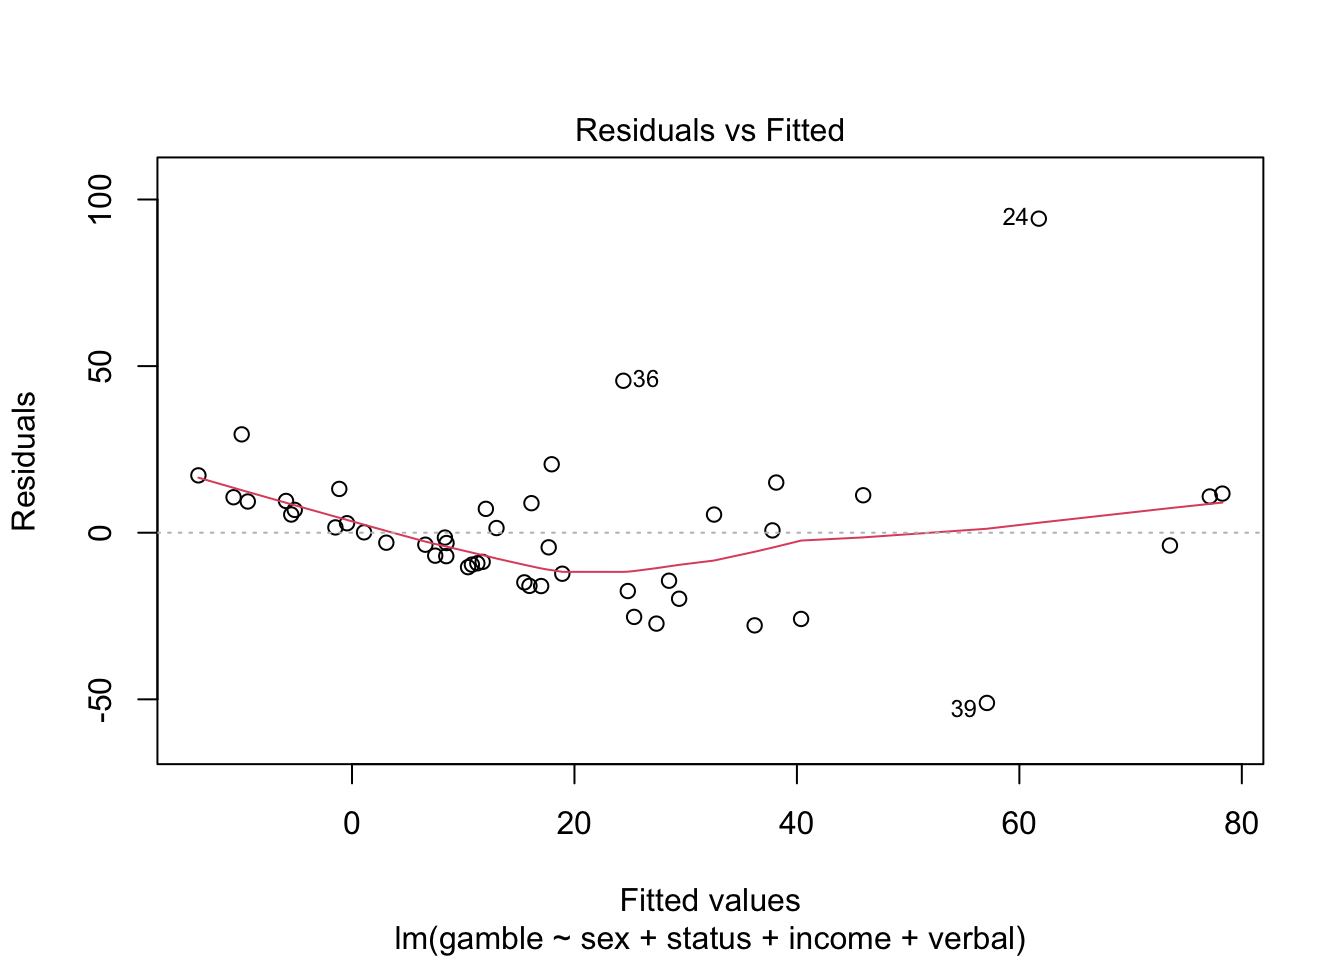 Residuals vs Fitted
Residuals
100
50
0
-50
24
36
39
0 20 40 60 80
Fitted values
lm(gamble ~ sex + status + income + verbal)